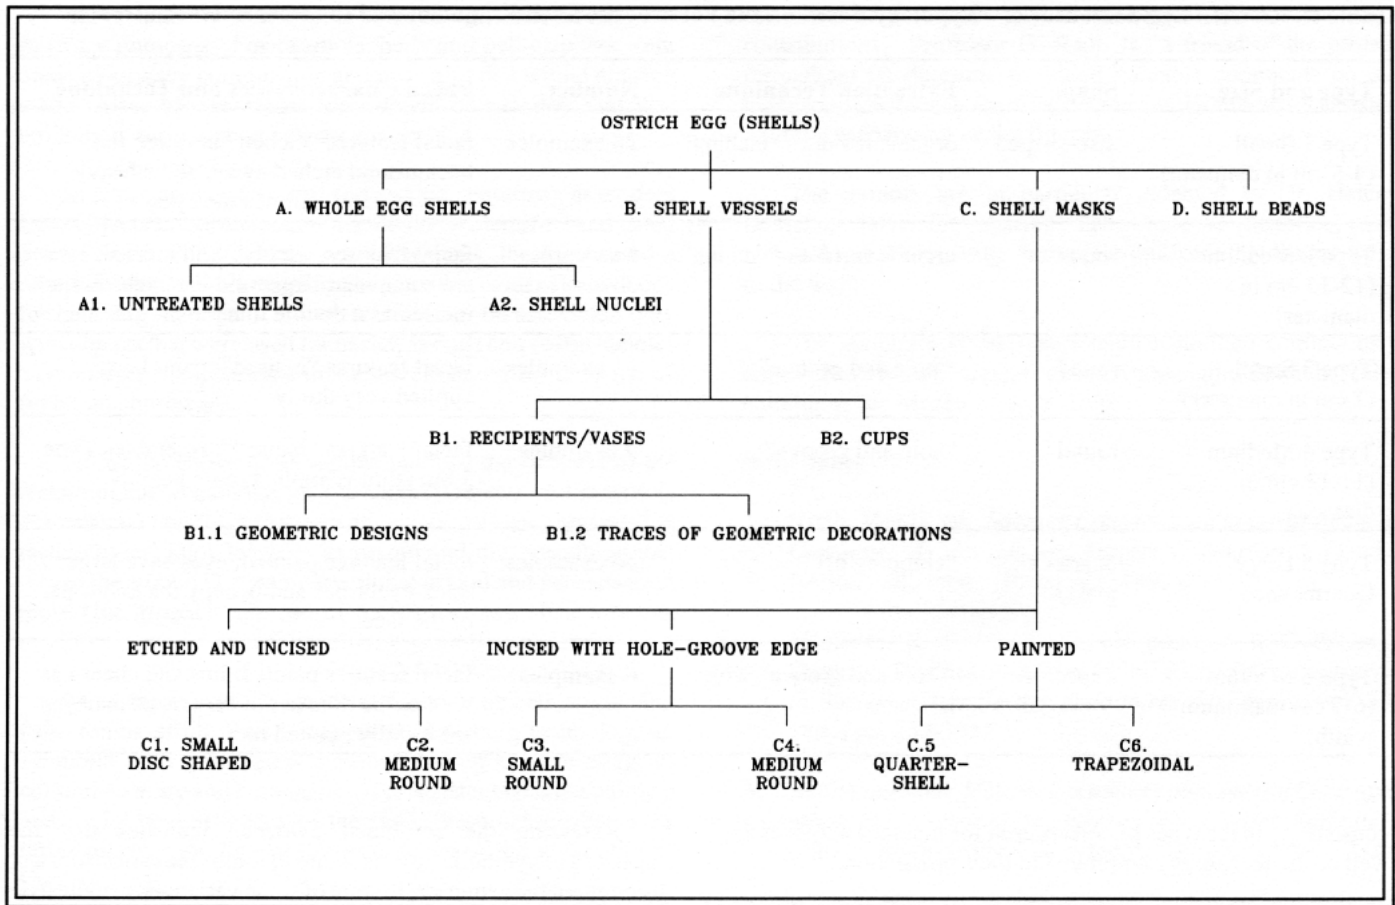 OSTRICH EGG (SHELLS)
A. WHOLE EGG SHELLS
B. SHELL VESSELS
C. SHELL MASKS
D. SHELL BEADS
A1. UNTREATED SHELLS
A2. SHELL NUCLEI
B1. RECIPIENTS/VASES
B2. CUPS
B1.1 GEOMETRIC DESIGNS
B1.2 TRACES OF GEOMETRIC DECORATIONS
ETCHED AND INCISED
INCISED WITH HOLE-GROOVE EDGE
PAINTED
C1. SMALL
DISC SHAPED
C2.
MEDIUM
ROUND
C3.
SMALL
ROUND
C4.
MEDIUM
ROUND
C.5
QUARTER-
SHELL
C6.
TRAPEZOIDAL